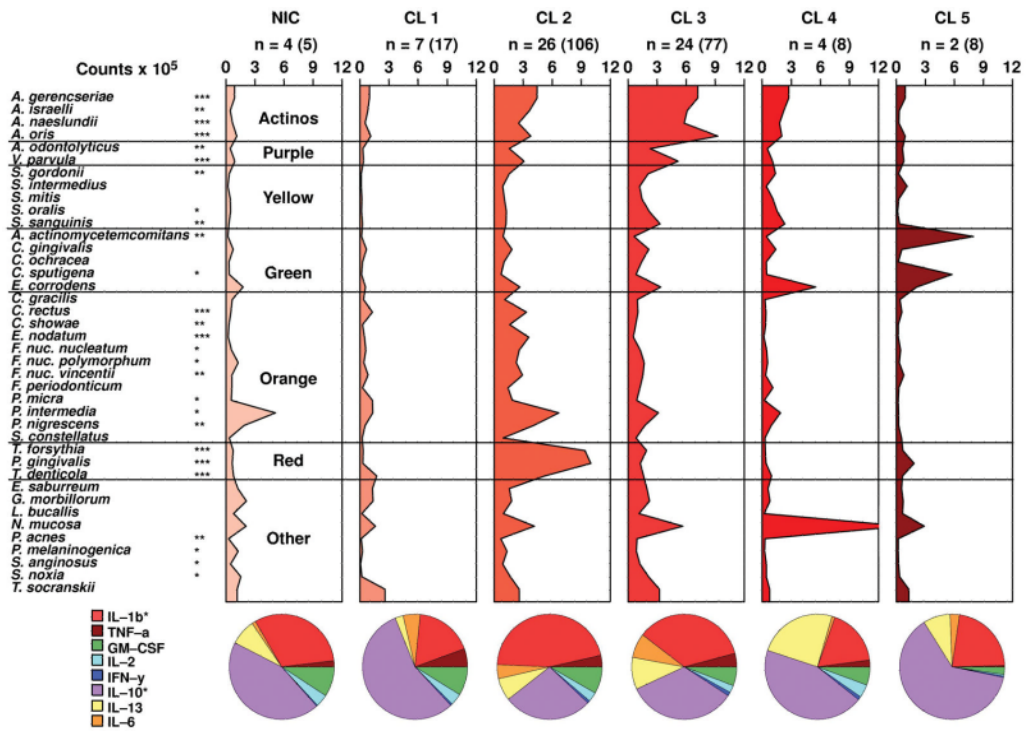 NIC CL 1 CL 2 CL 3 CL 4 CL 5
n = 4 (5) n = 7 (17) n = 26 (106) n = 24 (77) n = 4 (8) n = 2 (8)
Counts x 10⁵ 0 3 6 9 12 0 3 6 9 12 0 3 6 9 12 0 3 6 9 12 0 3 6 9 12 0 3 6 9 12
A. gerencseriae ***
A. israelli **
Actinos
A. naeslundii ***
A. oris ***
A. odontolyticus **
Purple
V. parvula ***
S. gordonii **
S. intermedius
Yellow
S. mitis
S. oralis *
S. sanguinis **
A. actinomycetemcomitans **
C. gingivalis
C. ochracea
Green
C. sputigena *
E. corrodens
C. gracilis
C. rectus ***
C. showae **
E. nodatum ***
F. nuc. nucleatum *
F. nuc. polymorphum *
F. nuc. vincentii **
Orange
F. periodonticum
P. micra *
P. intermedia *
P. nigrescens **
S. constellatus
T. forsythia ***
P. gingivalis *** Red
T. denticola ***
E. saburreum
G. morbillorum
L. bucallis
N. mucosa
P. acnes ** Other
P. melaninogenica *
S. anginosus *
S. noxia *
T. socranskii
IL–1b*
TNF–a
GM–CSF
IL–2
IFN–y
IL–10*
IL–13
IL–6